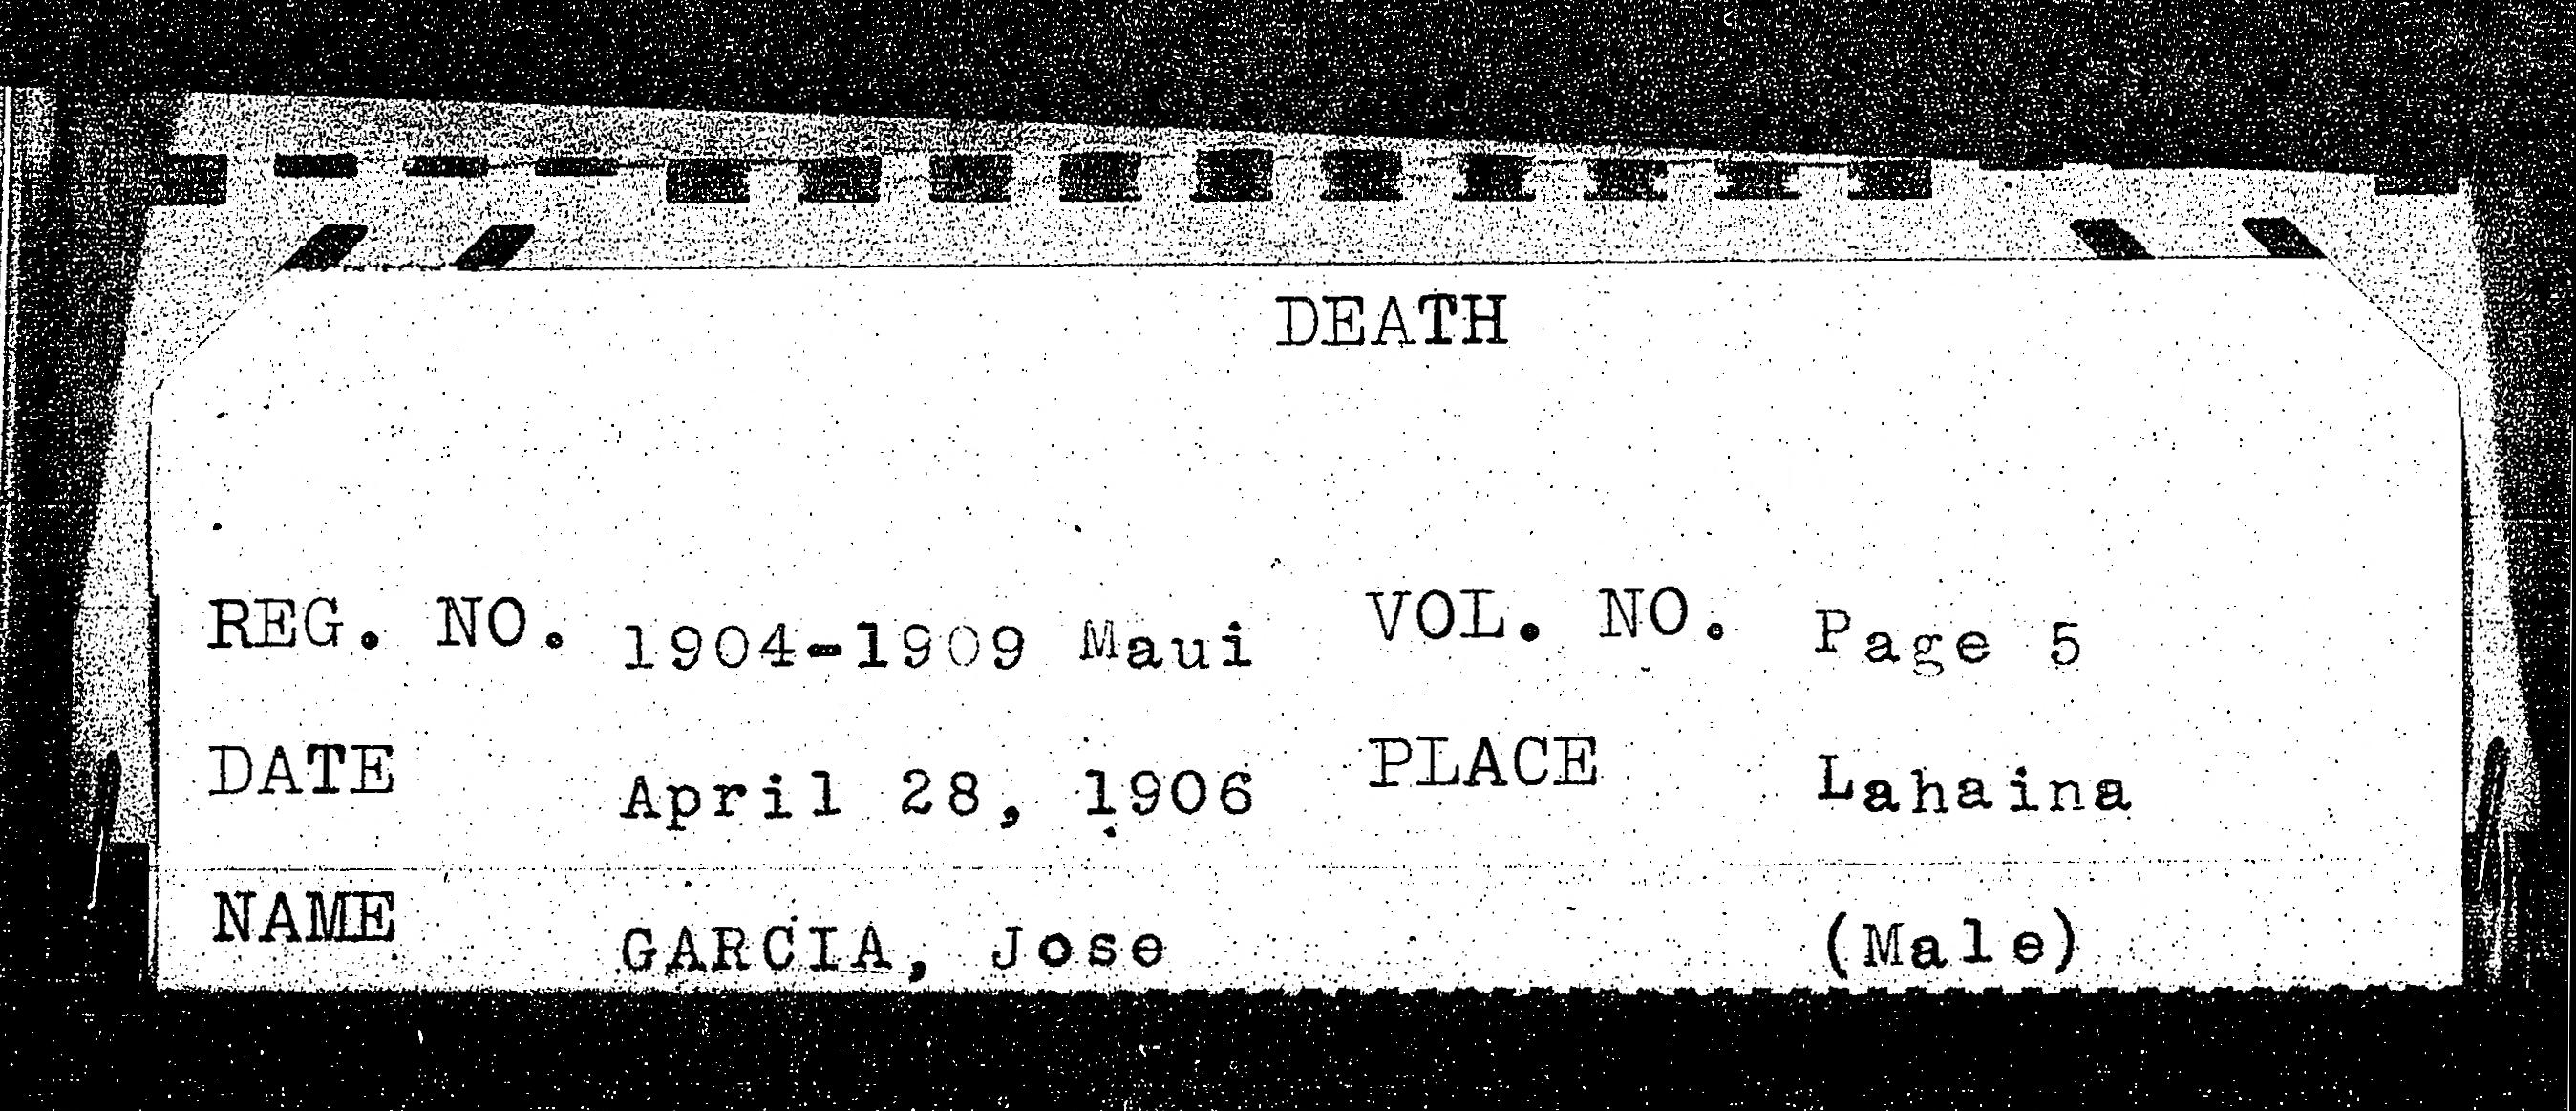 DEATH
REG. NO. 1904-1909 Maui VOL. NO. Page 5
DATE April 28, 1906 PLACE Lahaina
NAME GARCIA, Jose (Male)